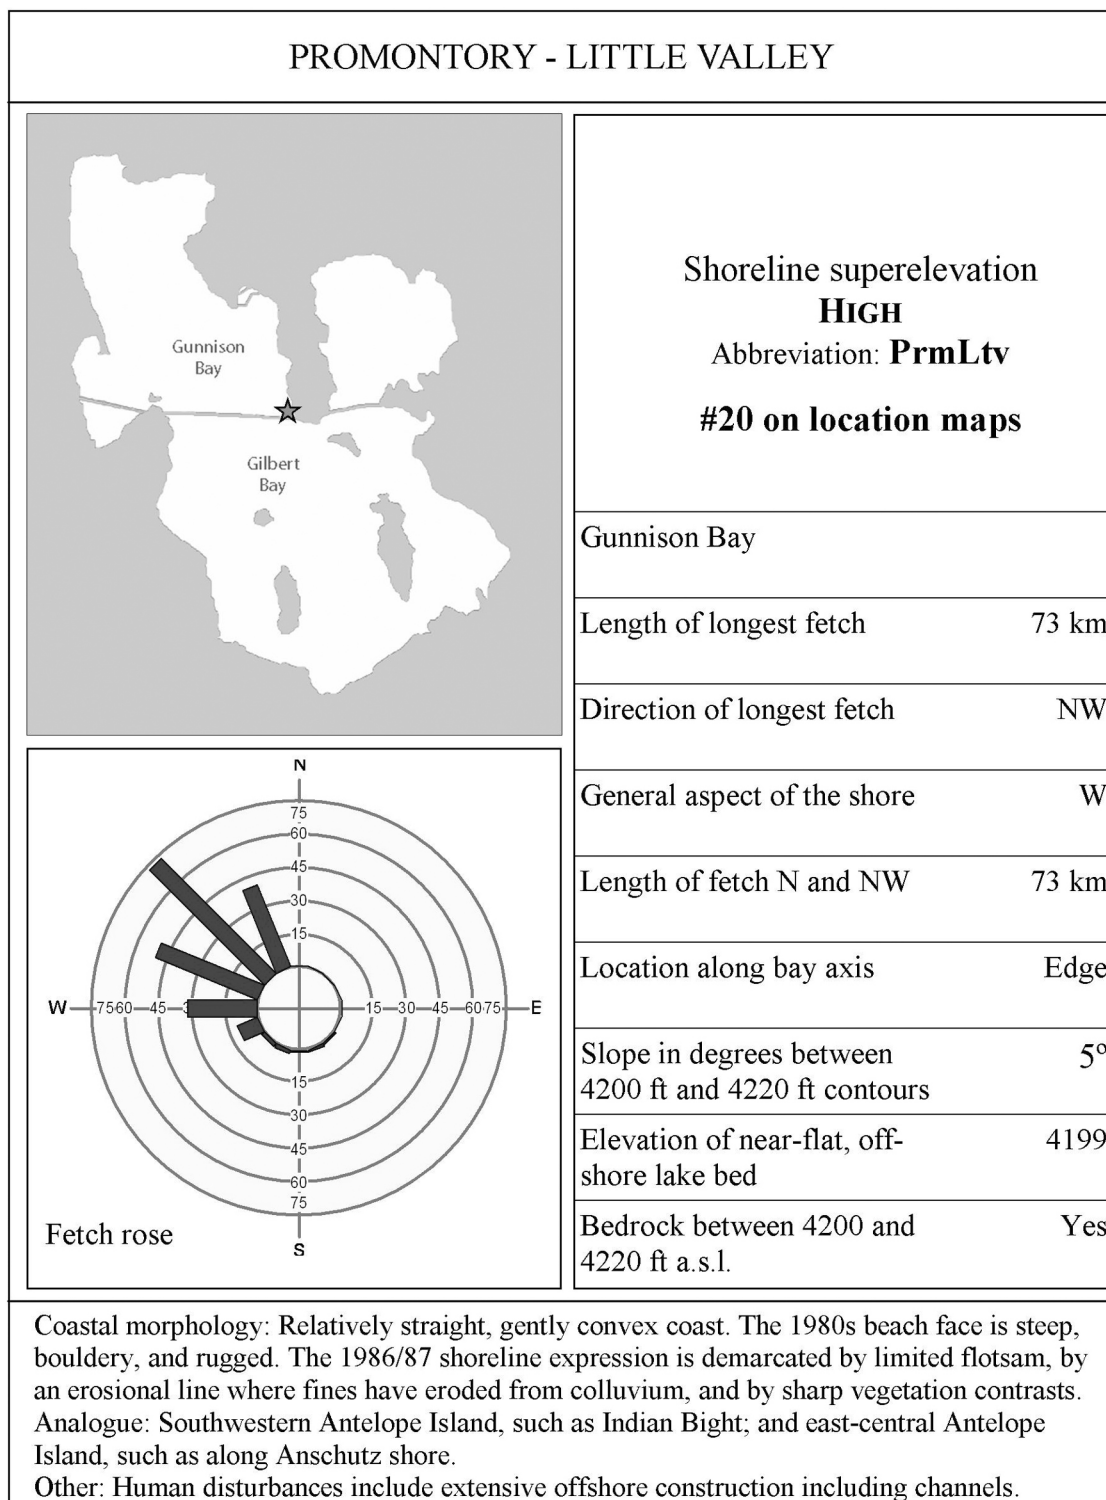 PROMONTORY - LITTLE VALLEY
Gunnison
Bay
Gilbert
Bay
Shoreline superelevation
HIGH
Abbreviation: PrmLtv
#20 on location maps
Gunnison Bay
Length of longest fetch 73 km
Direction of longest fetch NW
General aspect of the shore W
Length of fetch N and NW 73 km
Location along bay axis Edge
Slope in degrees between
4200 ft and 4220 ft contours 5º
Elevation of near-flat, off-
shore lake bed 4199
Bedrock between 4200 and
4220 ft a.s.l. Yes
N
75
60
45
30
15
W 75 60 45 15 30 45 60 75 E
15
30
45
60
75
S
Fetch rose
Coastal morphology: Relatively straight, gently convex coast. The 1980s beach face is steep,
bouldery, and rugged. The 1986/87 shoreline expression is demarcated by limited flotsam, by
an erosional line where fines have eroded from colluvium, and by sharp vegetation contrasts.
Analogue: Southwestern Antelope Island, such as Indian Bight; and east-central Antelope
Island, such as along Anschutz shore.
Other: Human disturbances include extensive offshore construction including channels.